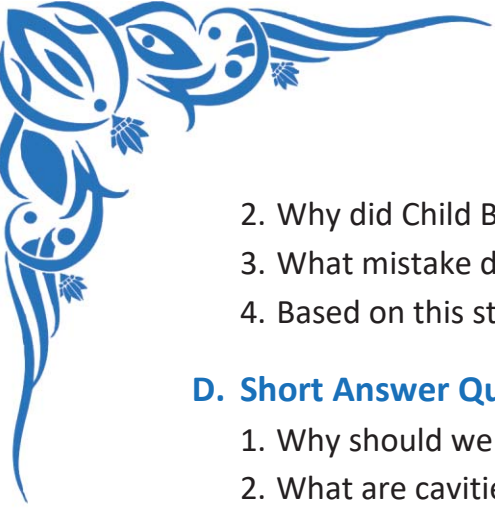 2. Why did Child B
3. What mistake d
4. Based on this st
D. Short Answer Qu
1. Why should we
2. What are cavitie